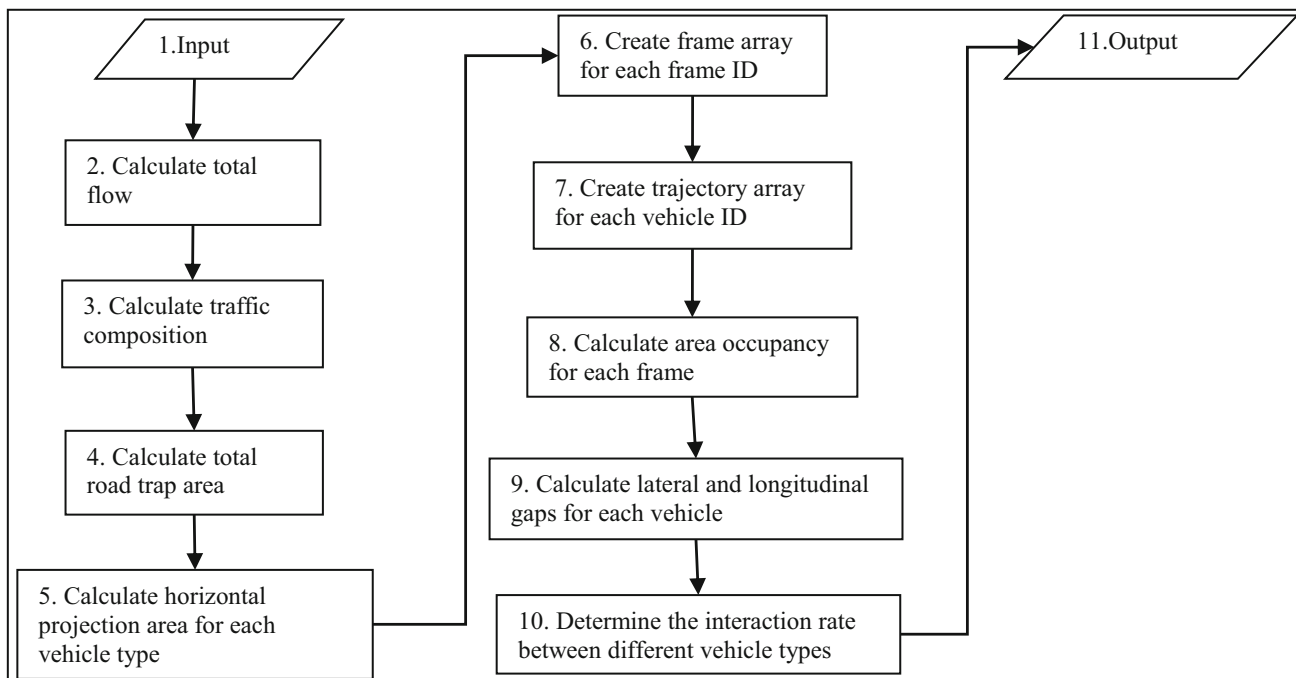 1.Input
2. Calculate total
flow
3. Calculate traffic
composition
4. Calculate total
road trap area
5. Calculate horizontal
projection area for each
vehicle type
6. Create frame array
for each frame ID
7. Create trajectory array
for each vehicle ID
8. Calculate area occupancy
for each frame
9. Calculate lateral and longitudinal
gaps for each vehicle
10. Determine the interaction rate
between different vehicle types
11.Output